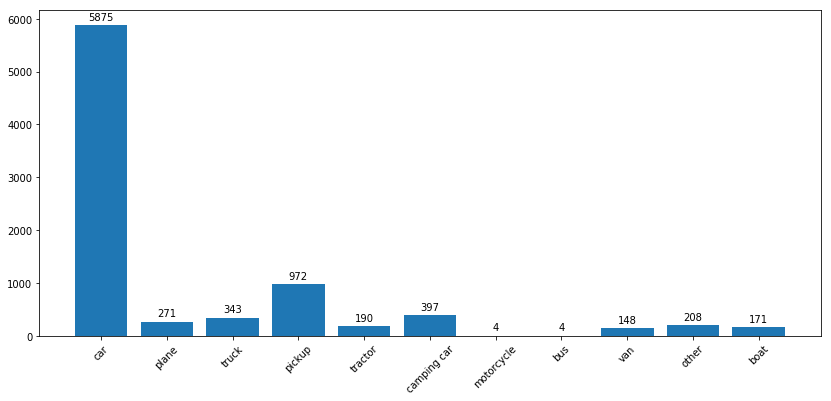 6000
5000
4000
3000
2000
1000
0
5875
271
343
972
190
397
4
4
148
208
171
car
plane
truck
pickup
tractor
camping car
motorcycle
bus
van
other
boat